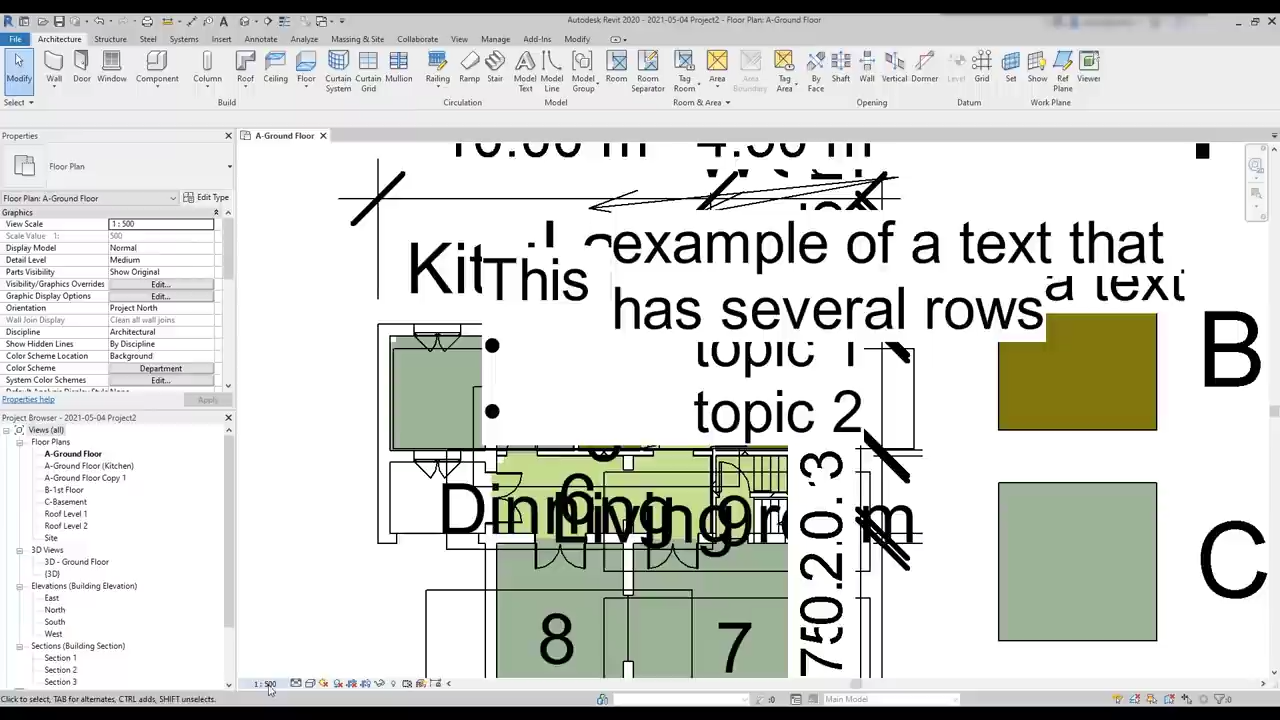 Autodesk Revit 2020 - 2021-05-04 Project2 - Floor Plan: A-Ground Floor
File Architecture Structure Steel Systems Insert Annotate Analyze Massing & Site Collaborate View Manage Add-Ins Modify
Modify Wall Door Window Component Column Roof Ceiling Floor Curtain System Curtain Grid Mullion Railing Ramp Stair Model Text Model Line Model Group Room Room Separator Tag Room Area Area Boundary Tag Area By Face Shaft Wall Vertical Dormer Level Grid Set Show Ref Plane Viewer
Select Build Circulation Model Room & Area Opening Datum Work Plane
Properties
A-Ground Floor
Floor Plan
Floor Plan: A-Ground Floor Edit Type
Graphics
View Scale 1 : 500
Scale Value 1: 500
Display Model Normal
Detail Level Medium
Parts Visibility Show Original
Visibility/Graphics Overrides Edit...
Graphic Display Options Edit...
Orientation Project North
Wall Join Display Clean all wall joins
Discipline Architectural
Show Hidden Lines By Discipline
Color Scheme Location Background
Color Scheme Department
System Color Schemes Edit...
Properties help Apply
Project Browser - 2021-05-04 Project2
Views (all)
Floor Plans
A-Ground Floor
A-Ground Floor (Kitchen)
A-Ground Floor Copy 1
B-1st Floor
C-Basement
Roof Level 1
Roof Level 2
Site
3D Views
3D - Ground Floor
{3D}
Elevations (Building Elevation)
East
North
South
West
Sections (Building Section)
Section 1
Section 2
Section 3
10.00 m 4.50 m
This
example of a text that
has several rows
a text
• topic 1
• topic 2
B
C
Dinning
Living
6
9
8
7
1 : 500
Click to select, TAB for alternates, CTRL adds, SHIFT unselects.
:0
Main Model
:0